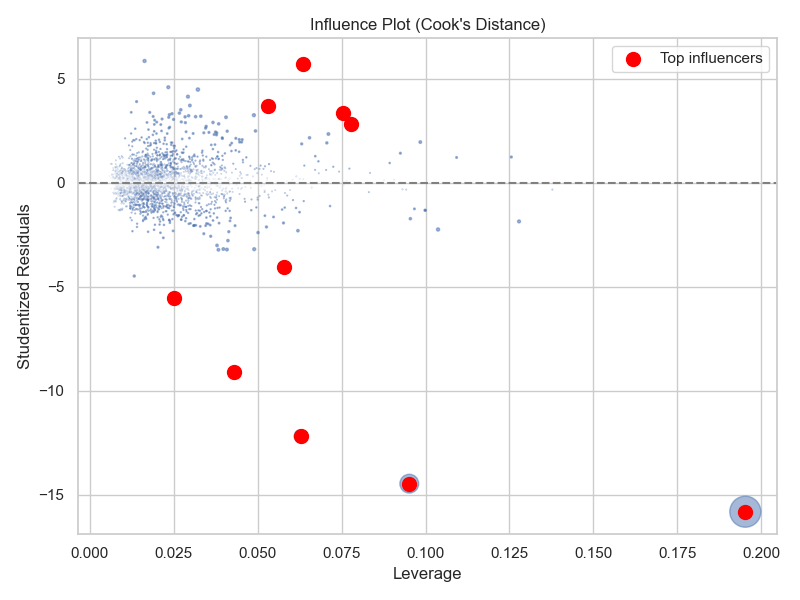 Influence Plot (Cook's Distance)
Top influencers
Studentized Residuals
5
0
−5
−10
−15
0.000 0.025 0.050 0.075 0.100 0.125 0.150 0.175 0.200
Leverage